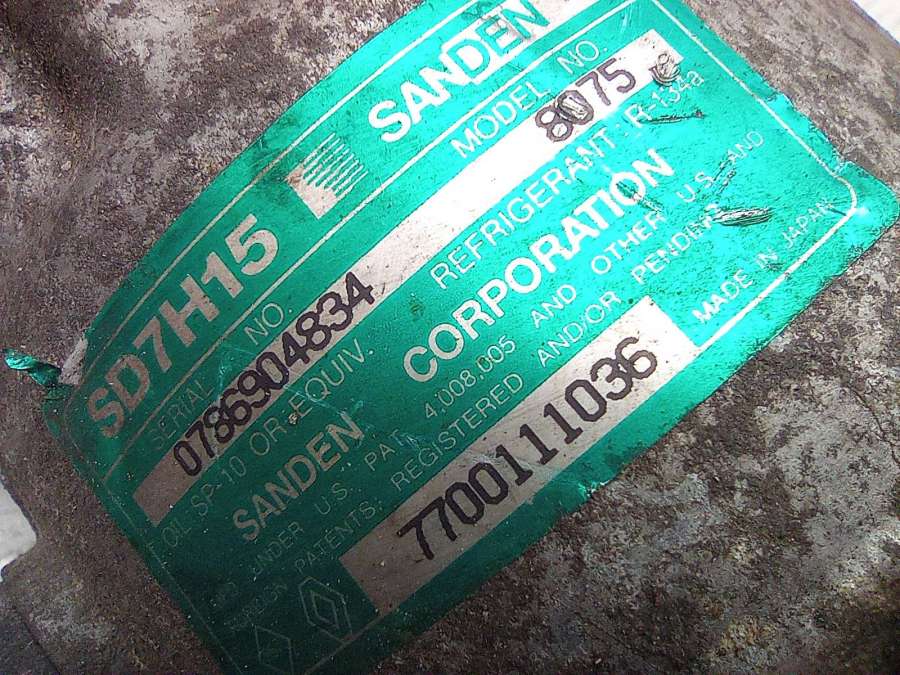 SANDEN
SD7H15
MODEL NO.
8075
SERIAL NO.
0786904834
REFRIGERANT: R-134a
OIL: SP-10 OR EQUIV.
SANDEN CORPORATION
UNDER U.S. PAT 4,008,005 AND OTHER U.S. AND
FOREIGN PATENTS, REGISTERED AND/OR PENDING
7700111036
MADE IN JAPAN